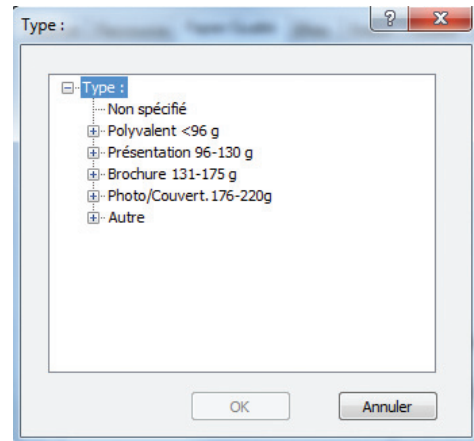 Type :
Type :
Non spécifié
Polyvalent <96 g
Présentation 96-130 g
Brochure 131-175 g
Photo/Couvert. 176-220g
Autre
OK
Annuler